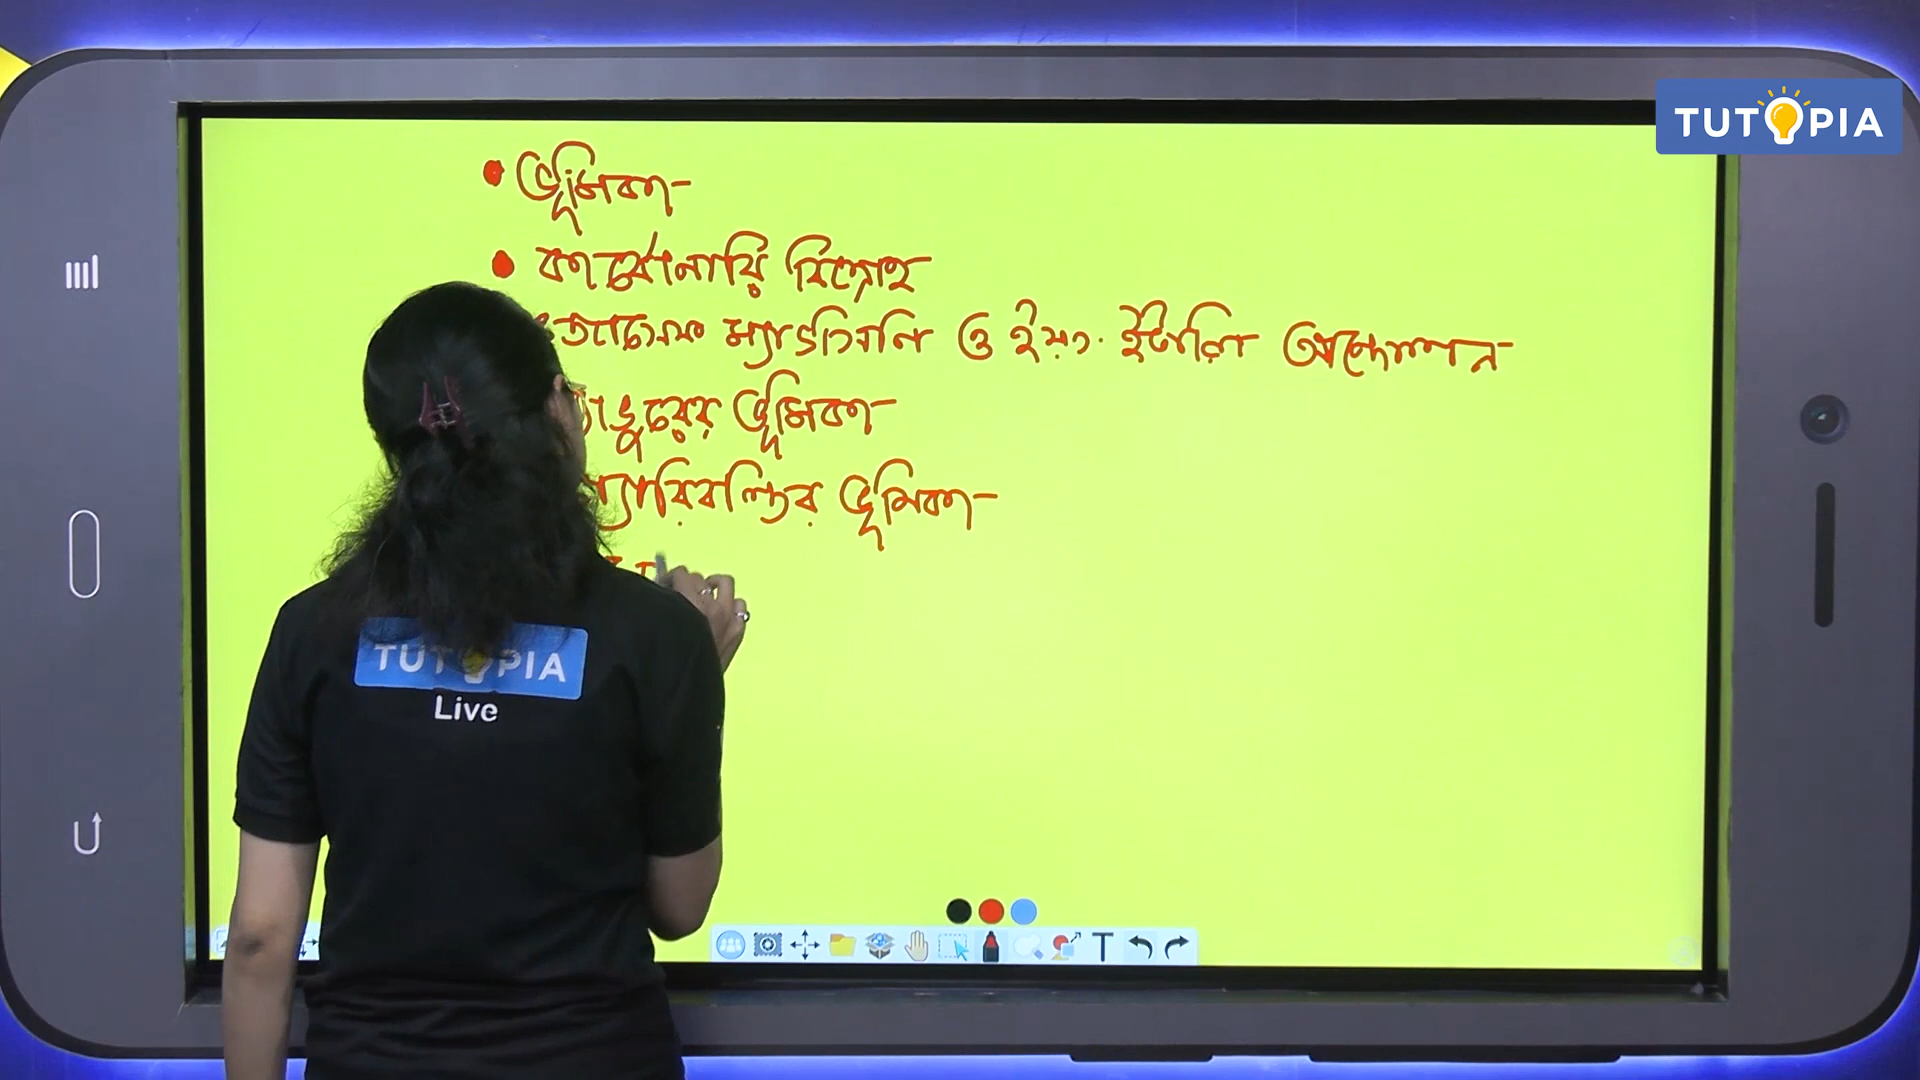 TUTOPIA
• ভূমিকা
• কার্বোনারি বিদ্রোহ
জোসেফ ম্যাৎসিনি ও ইয়ং ইটালি আন্দোলন
ভূমিকা
গ্যারিবল্ডির ভূমিকা
TUTOPIA
Live